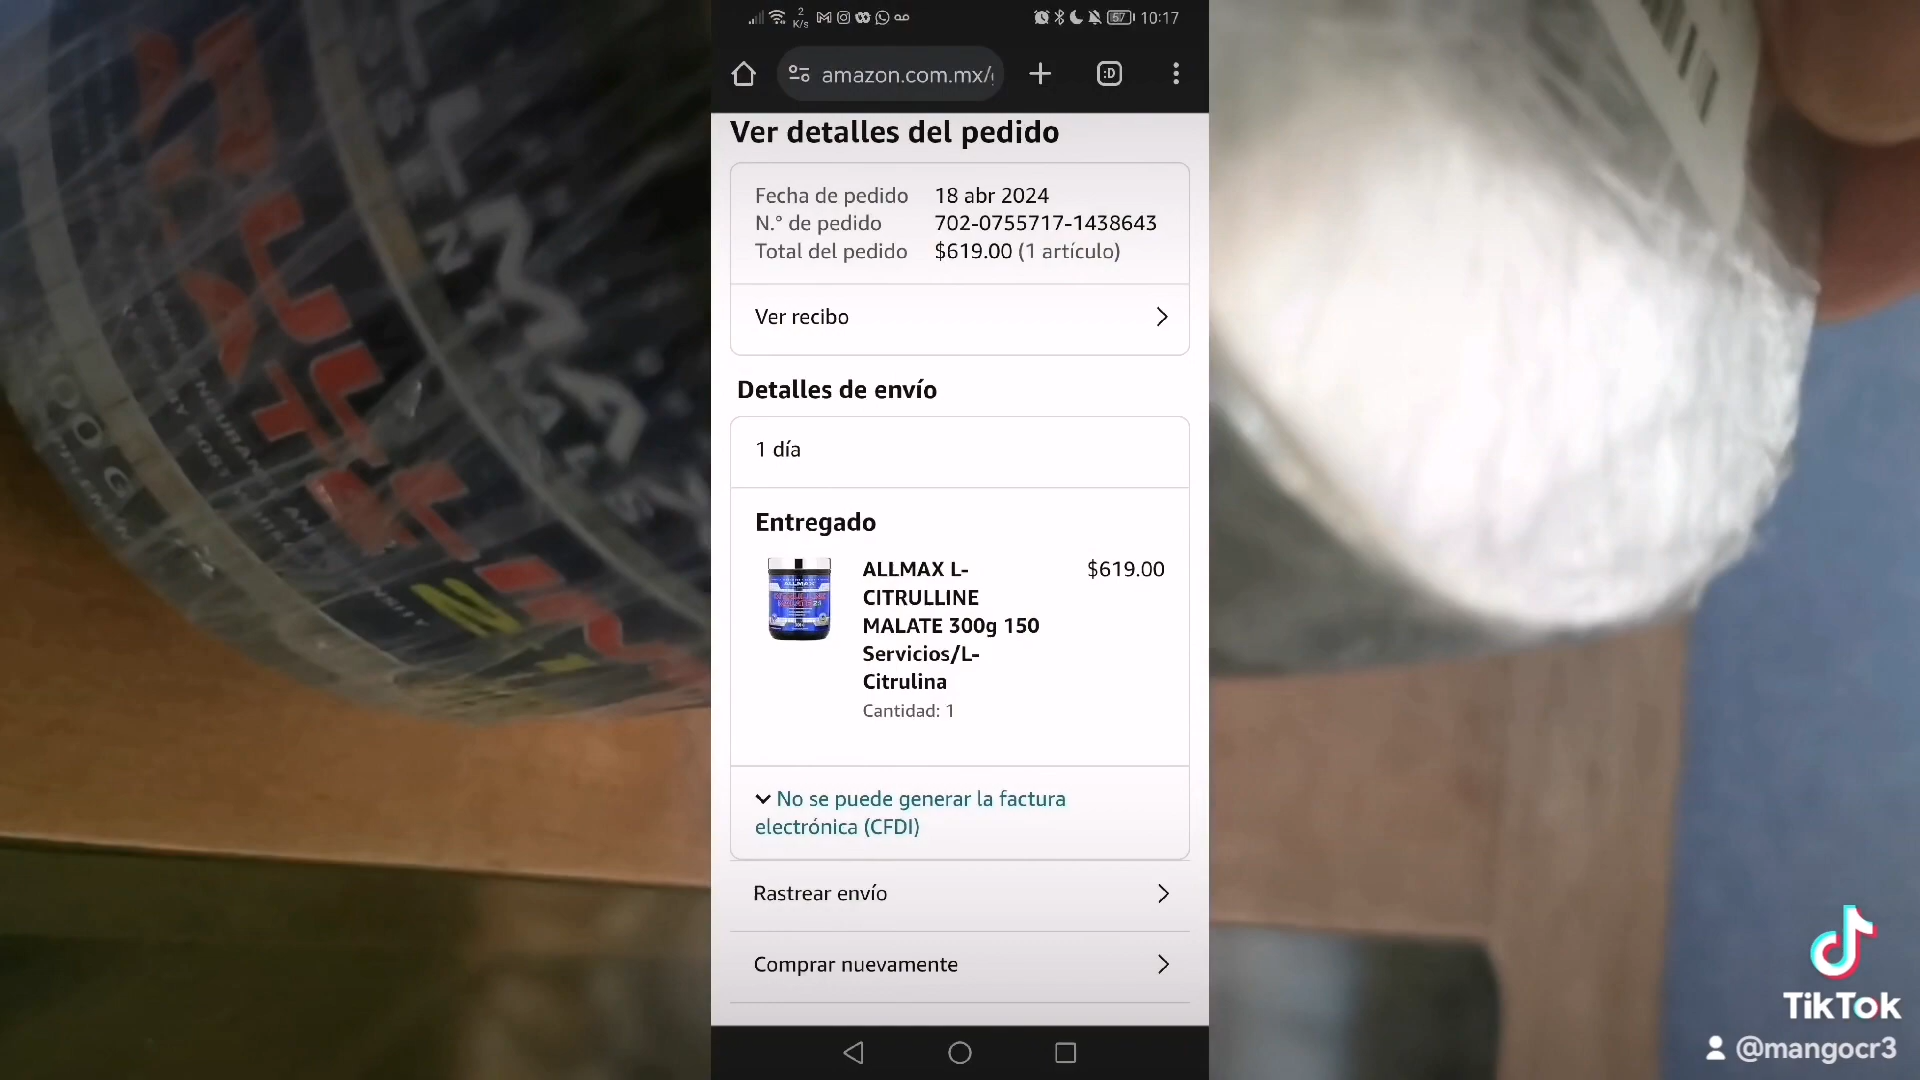 2
K/s
57
10:17
amazon.com.mx/
:D
Ver detalles del pedido
Fecha de pedido 18 abr 2024
N.° de pedido 702-0755717-1438643
Total del pedido $619.00 (1 artículo)
Ver recibo
Detalles de envío
1 día
Entregado
ALLMAX L- $619.00
CITRULLINE
MALATE 300g 150
Servicios/L-
Citrulina
Cantidad: 1
No se puede generar la factura
electrónica (CFDI)
Rastrear envío
Comprar nuevamente
TikTok
@mangocr3